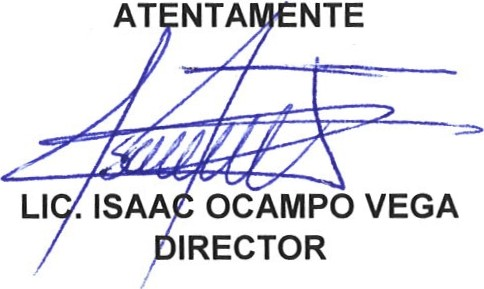 ATENTAMENTE
LIC. ISAAC OCAMPO VEGA
DIRECTOR